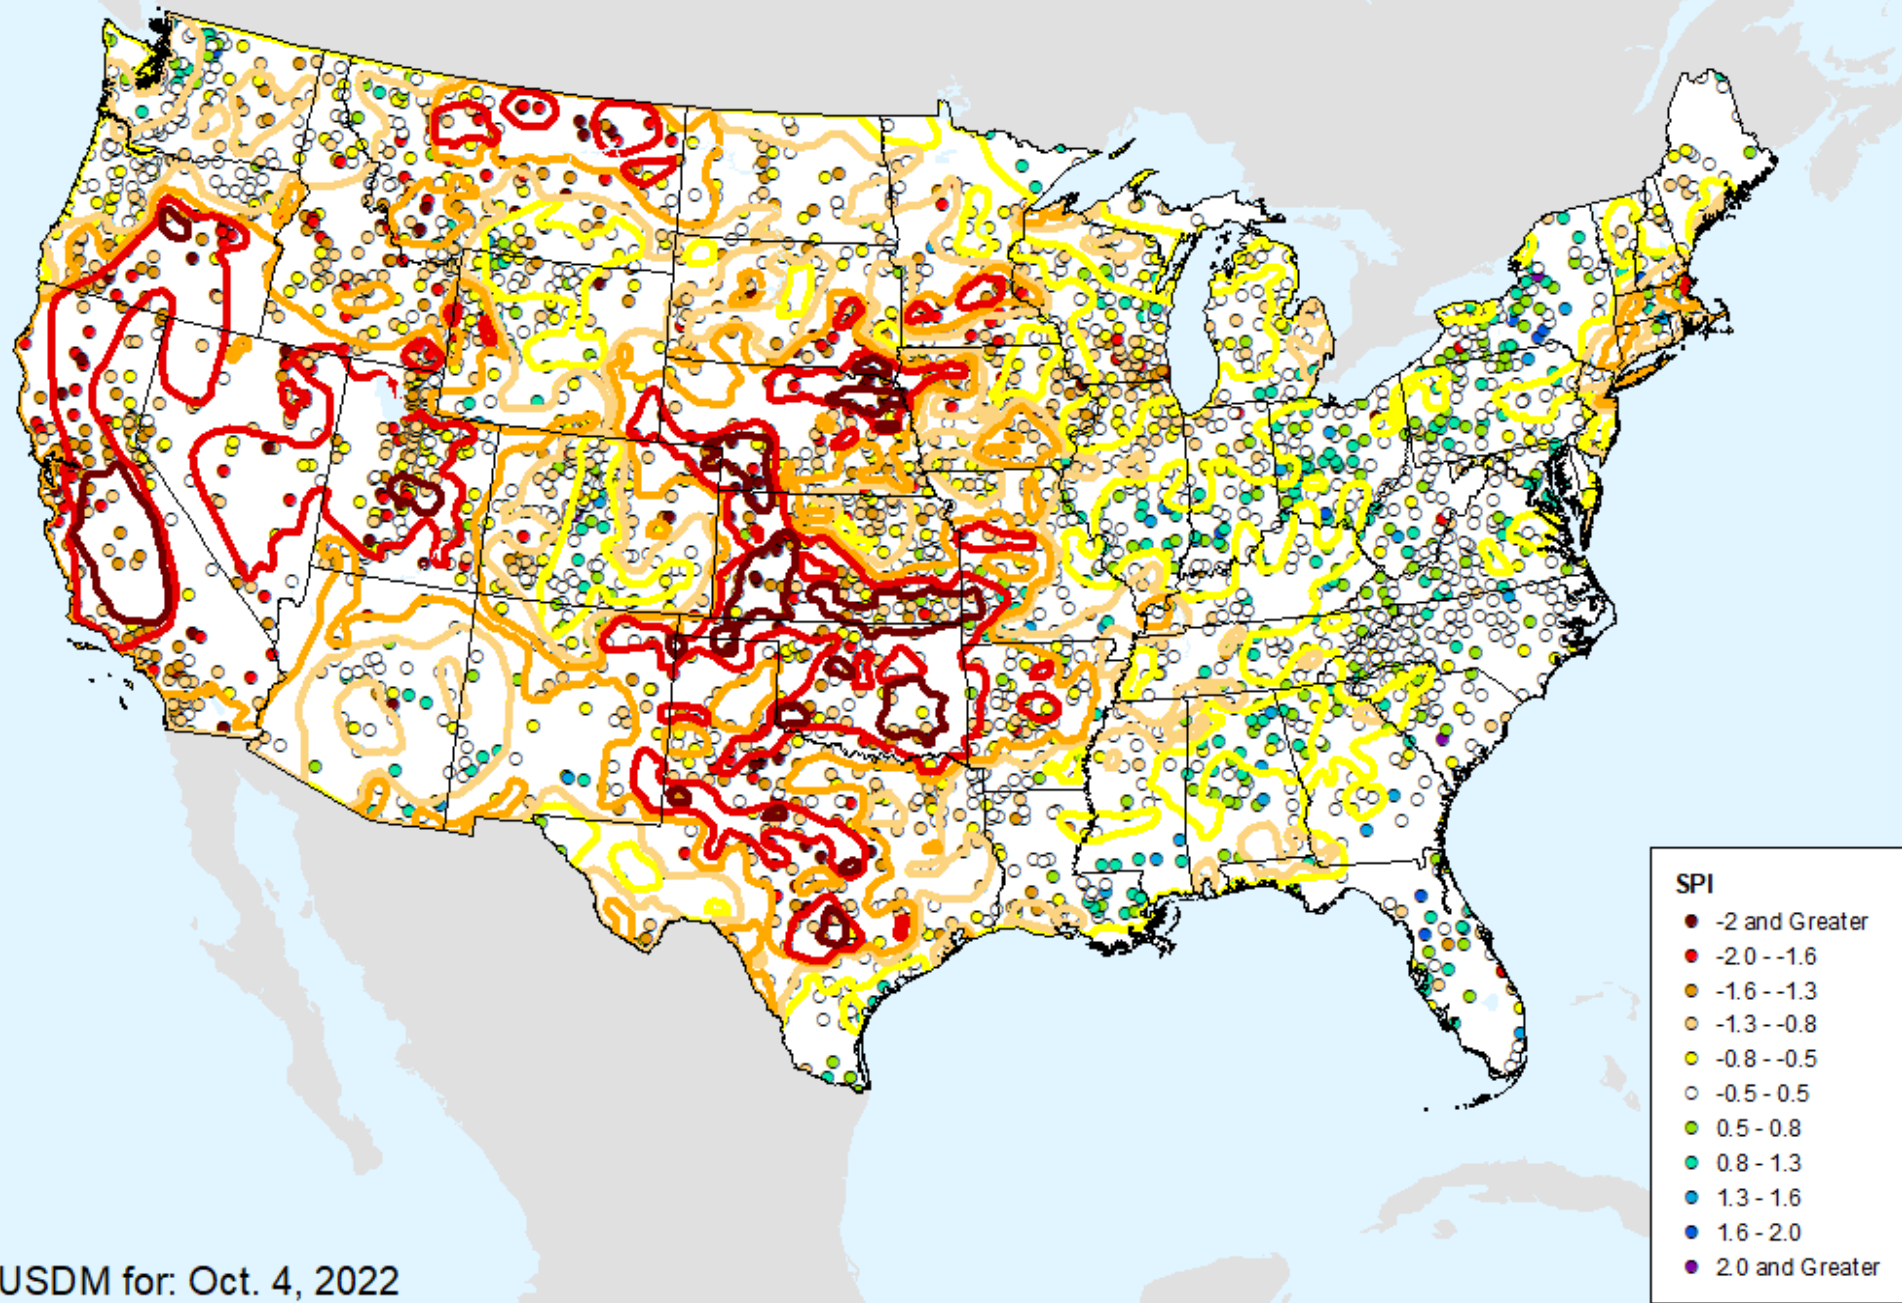 SPI
-2 and Greater
-2.0 - -1.6
-1.6 - -1.3
-1.3 - -0.8
-0.8 - -0.5
-0.5 - 0.5
0.5 - 0.8
0.8 - 1.3
1.3 - 1.6
1.6 - 2.0
2.0 and Greater
USDM for: Oct. 4, 2022